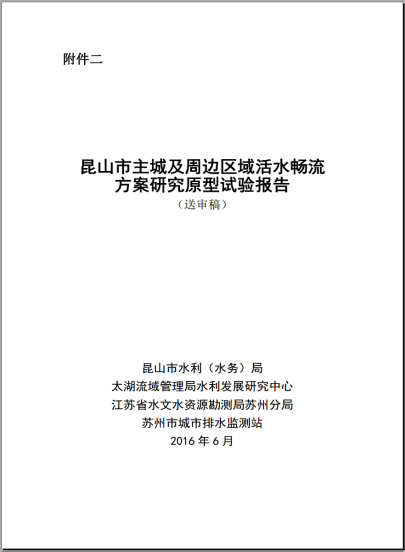 附件二
昆山市主城及周边区域活水畅流
方案研究原型试验报告
（送审稿）
昆山市水利（水务）局
太湖流域管理局水利发展研究中心
江苏省水文水资源勘测局苏州分局
苏州市城市排水监测站
2016 年 6 月